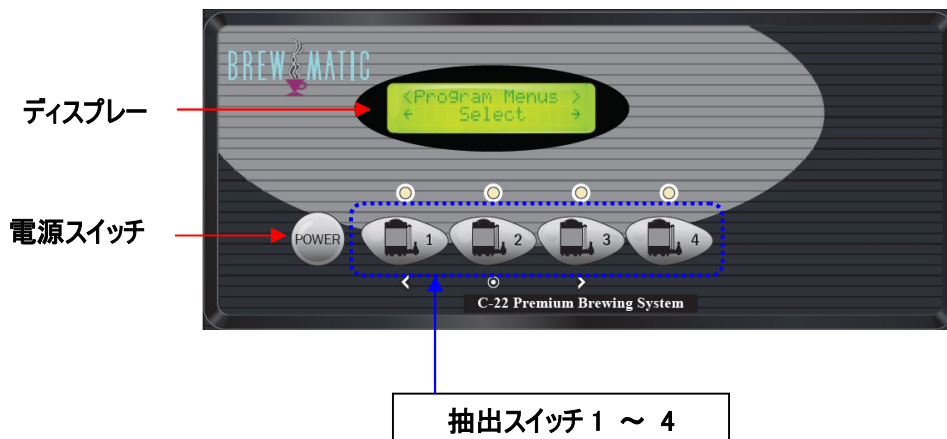 BREW MATIC
ディスプレー
<Program Menus >
← Select →
電源スイッチ
POWER
1
2
3
4
C-22 Premium Brewing System
抽出スイッチ 1 ～ 4